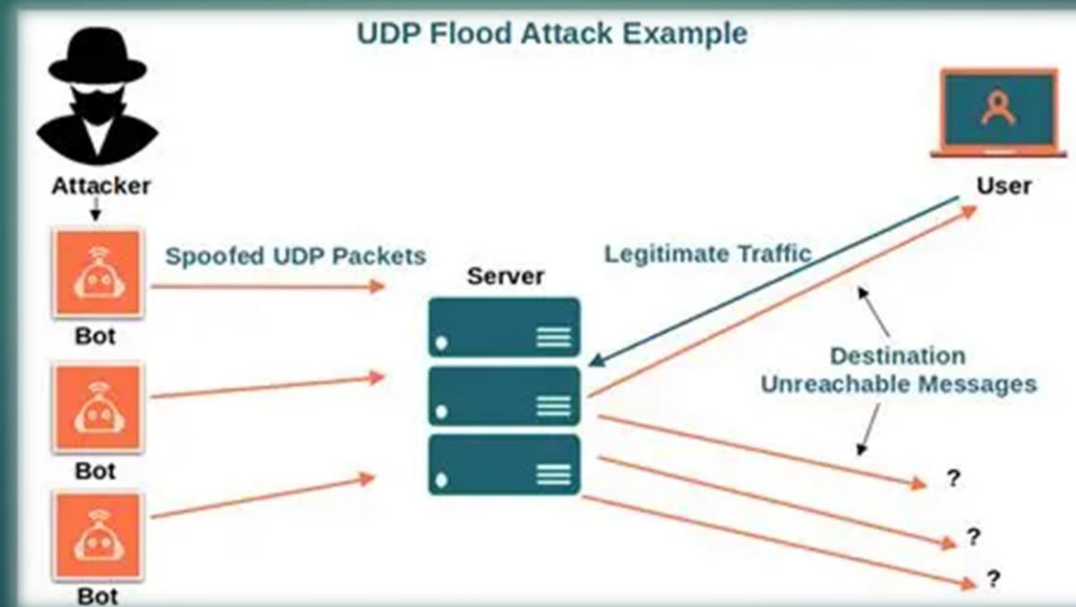 UDP Flood Attack Example
Attacker
User
Spoofed UDP Packets
Legitimate Traffic
Server
Bot
Destination
Unreachable Messages
Bot
?
?
?
Bot